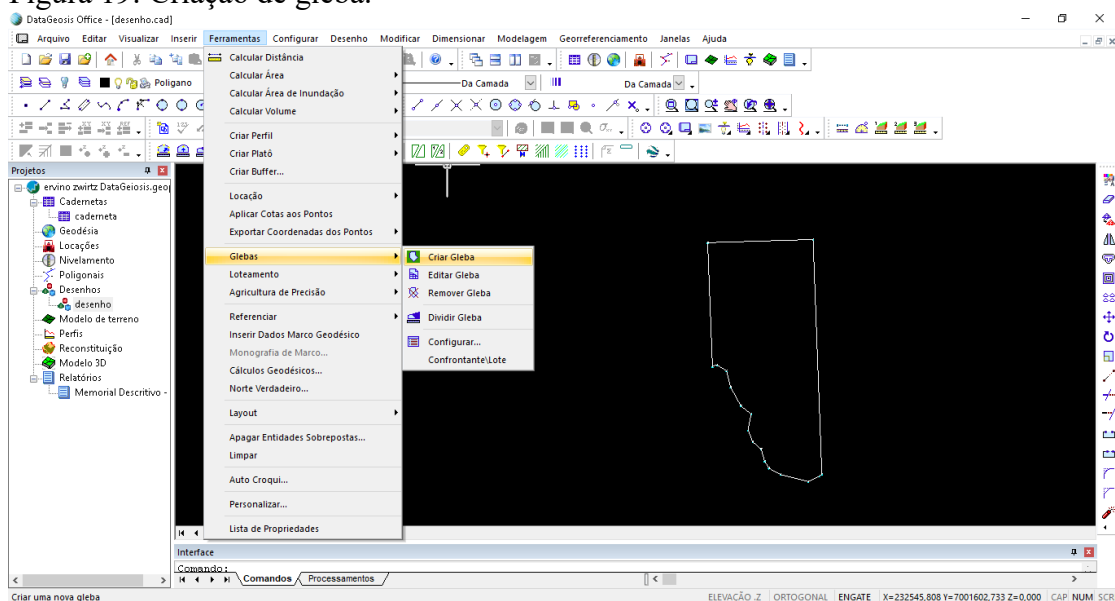 Figura 19: Criação de gleba.
DataGeosis Office - [desenho.cad]
Arquivo Editar Visualizar Inserir Ferramentas Configurar Desenho Modificar Dimensionar Modelagem Georreferenciamento Janelas Ajuda
Poligano
Da Camada
Da Camada
Projetos
ervino zwirtz DataGeiosis.geop
Cadernetas
caderneta
Geodésia
Locações
Nivelamento
Poligonais
Desenhos
desenho
Modelo de terreno
Perfis
Reconstituição
Modelo 3D
Relatórios
Memorial Descritivo -
Calcular Distância
Calcular Área
Calcular Área de Inundação
Calcular Volume
Criar Perfil
Criar Platô
Criar Buffer...
Locação
Aplicar Cotas aos Pontos
Exportar Coordenadas dos Pontos
Glebas
Loteamento
Agricultura de Precisão
Referenciar
Inserir Dados Marco Geodésico
Monografia de Marco...
Cálculos Geodésicos...
Norte Verdadeiro...
Layout
Apagar Entidades Sobrepostas...
Limpar
Auto Croqui...
Personalizar...
Lista de Propriedades
Criar Gleba
Editar Gleba
Remover Gleba
Dividir Gleba
Configurar...
Confrontante\Lote
Interface
Comando:
Comandos Processamentos
Criar uma nova gleba
ELEVAÇÃO .Z ORTOGONAL ENGATE X=232545,808 Y=7001602,733 Z=0,000 CAP NUM SCR